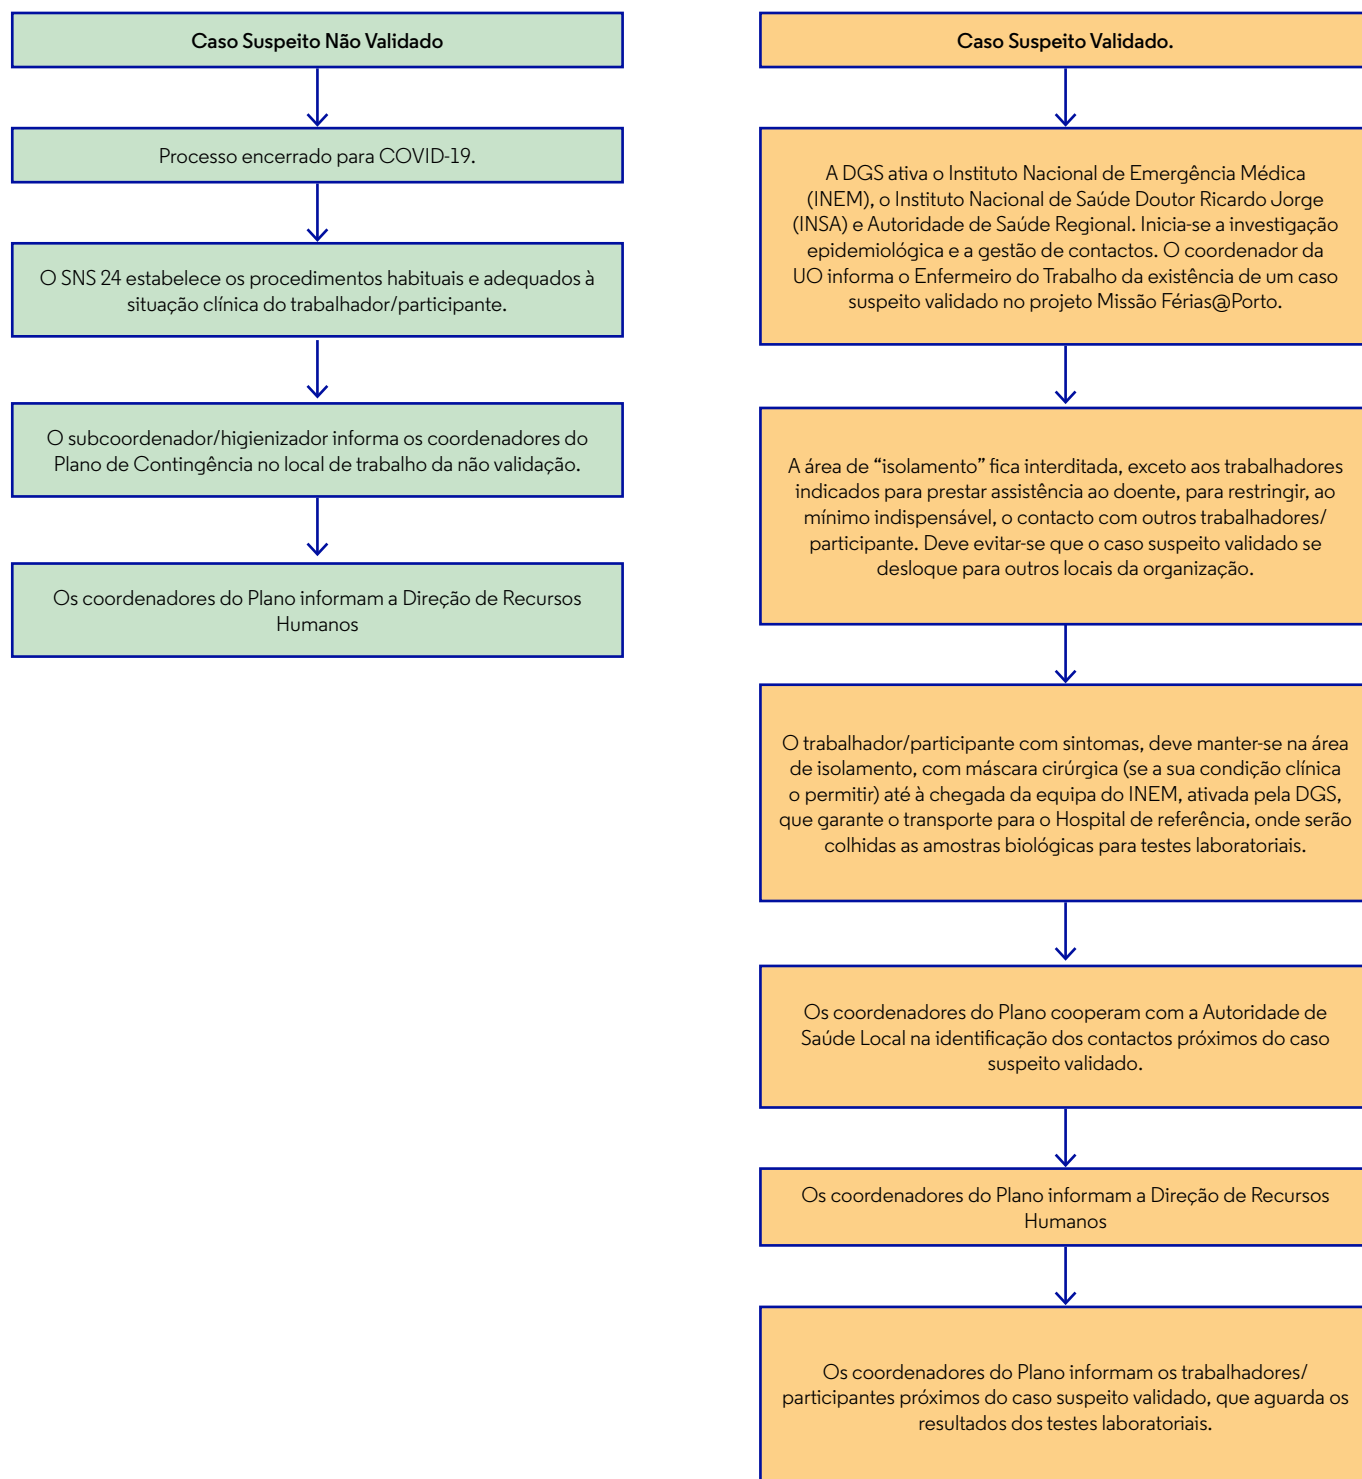 Caso Suspeito Não Validado
Processo encerrado para COVID-19.
O SNS 24 estabelece os procedimentos habituais e adequados à
situação clínica do trabalhador/participante.
O subcoordenador/higienizador informa os coordenadores do
Plano de Contingência no local de trabalho da não validação.
Os coordenadores do Plano informam a Direção de Recursos
Humanos
Caso Suspeito Validado.
A DGS ativa o Instituto Nacional de Emergência Médica
(INEM), o Instituto Nacional de Saúde Doutor Ricardo Jorge
(INSA) e Autoridade de Saúde Regional. Inicia-se a investigação
epidemiológica e a gestão de contactos. O coordenador da
UO informa o Enfermeiro do Trabalho da existência de um caso
suspeito validado no projeto Missão Férias@Porto.
A área de “isolamento” fica interditada, exceto aos trabalhadores
indicados para prestar assistência ao doente, para restringir, ao
mínimo indispensável, o contacto com outros trabalhadores/
participante. Deve evitar-se que o caso suspeito validado se
desloque para outros locais da organização.
O trabalhador/participante com sintomas, deve manter-se na área
de isolamento, com máscara cirúrgica (se a sua condição clínica
o permitir) até à chegada da equipa do INEM, ativada pela DGS,
que garante o transporte para o Hospital de referência, onde serão
colhidas as amostras biológicas para testes laboratoriais.
Os coordenadores do Plano cooperam com a Autoridade de
Saúde Local na identificação dos contactos próximos do caso
suspeito validado.
Os coordenadores do Plano informam a Direção de Recursos
Humanos
Os coordenadores do Plano informam os trabalhadores/
participantes próximos do caso suspeito validado, que aguarda os
resultados dos testes laboratoriais.